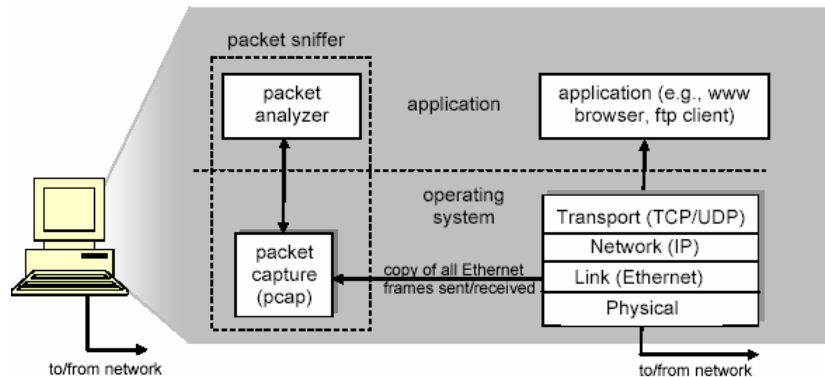 packet sniffer
packet
analyzer
application
application (e.g., www
browser, ftp client)
operating
system
packet
capture
(pcap)
copy of all Ethernet
frames sent/received
Transport (TCP/UDP)
Network (IP)
Link (Ethernet)
Physical
to/from network
to/from network